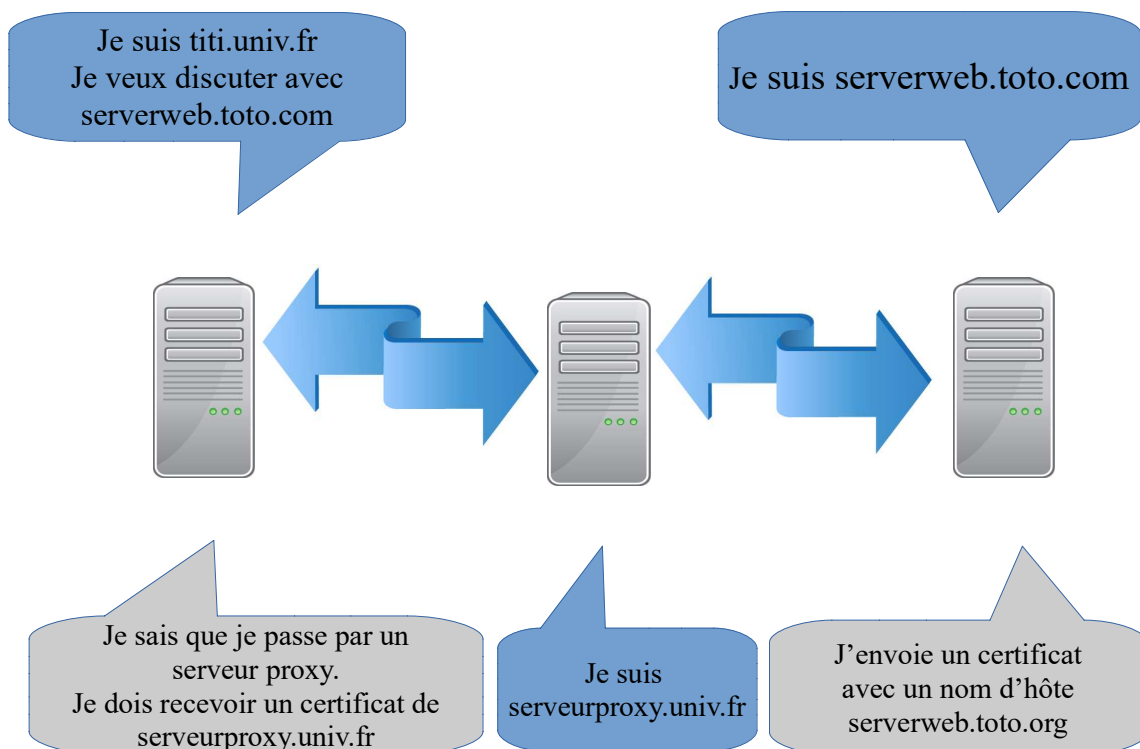 Je suis titi.univ.fr
Je veux discuter avec
serverweb.toto.com
Je suis serverweb.toto.com
Je sais que je passe par un
serveur proxy.
Je dois recevoir un certificat de
serveurproxy.univ.fr
Je suis
serveurproxy.univ.fr
J’envoie un certificat
avec un nom d’hôte
serverweb.toto.org